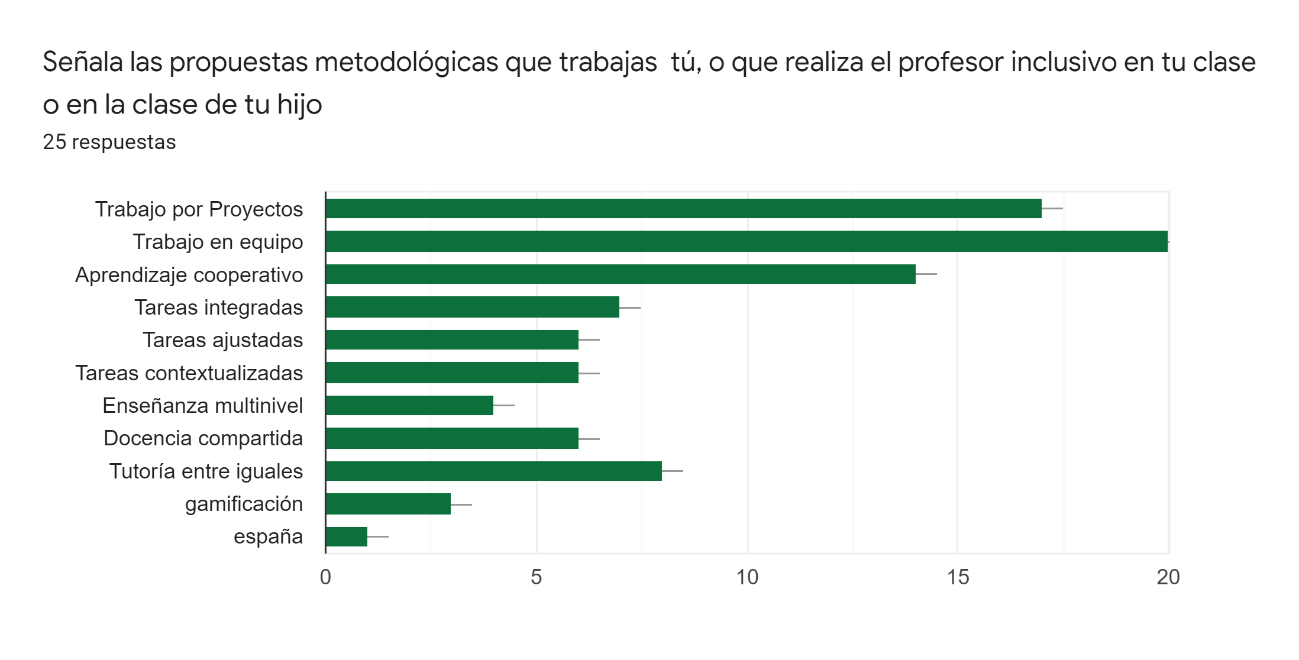 Señala las propuestas metodológicas que trabajas  tú, o que realiza el profesor inclusivo en tu clase
o en la clase de tu hijo
25 respuestas
Trabajo por Proyectos
Trabajo en equipo
Aprendizaje cooperativo
Tareas integradas
Tareas ajustadas
Tareas contextualizadas
Enseñanza multinivel
Docencia compartida
Tutoría entre iguales
gamificación
españa
0 5 10 15 20